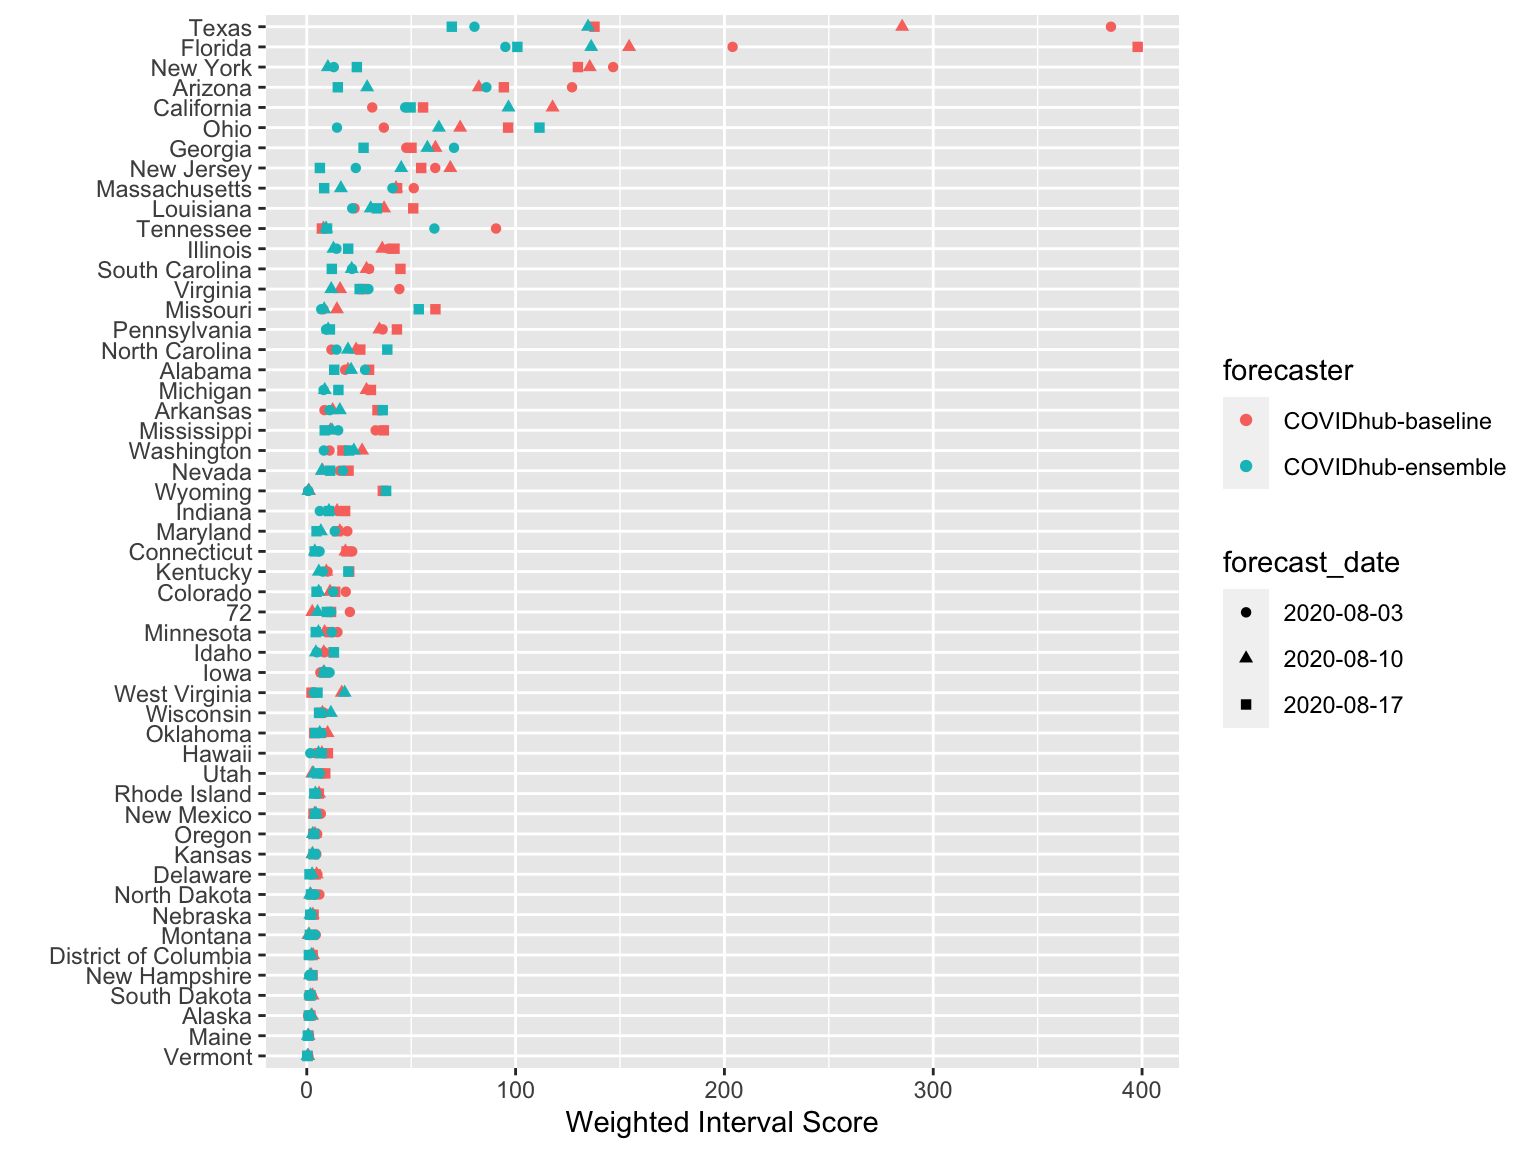 Texas
Florida
New York
Arizona
California
Ohio
Georgia
New Jersey
Massachusetts
Louisiana
Tennessee
Illinois
South Carolina
Virginia
Missouri
Pennsylvania
North Carolina
Alabama
Michigan
Arkansas
Mississippi
Washington
Nevada
Wyoming
Indiana
Maryland
Connecticut
Kentucky
Colorado
72
Minnesota
Idaho
Iowa
West Virginia
Wisconsin
Oklahoma
Hawaii
Utah
Rhode Island
New Mexico
Oregon
Kansas
Delaware
North Dakota
Nebraska
Montana
District of Columbia
New Hampshire
South Dakota
Alaska
Maine
Vermont
0 100 200 300 400
Weighted Interval Score
forecaster
COVIDhub-baseline
COVIDhub-ensemble
forecast_date
2020-08-03
2020-08-10
2020-08-17